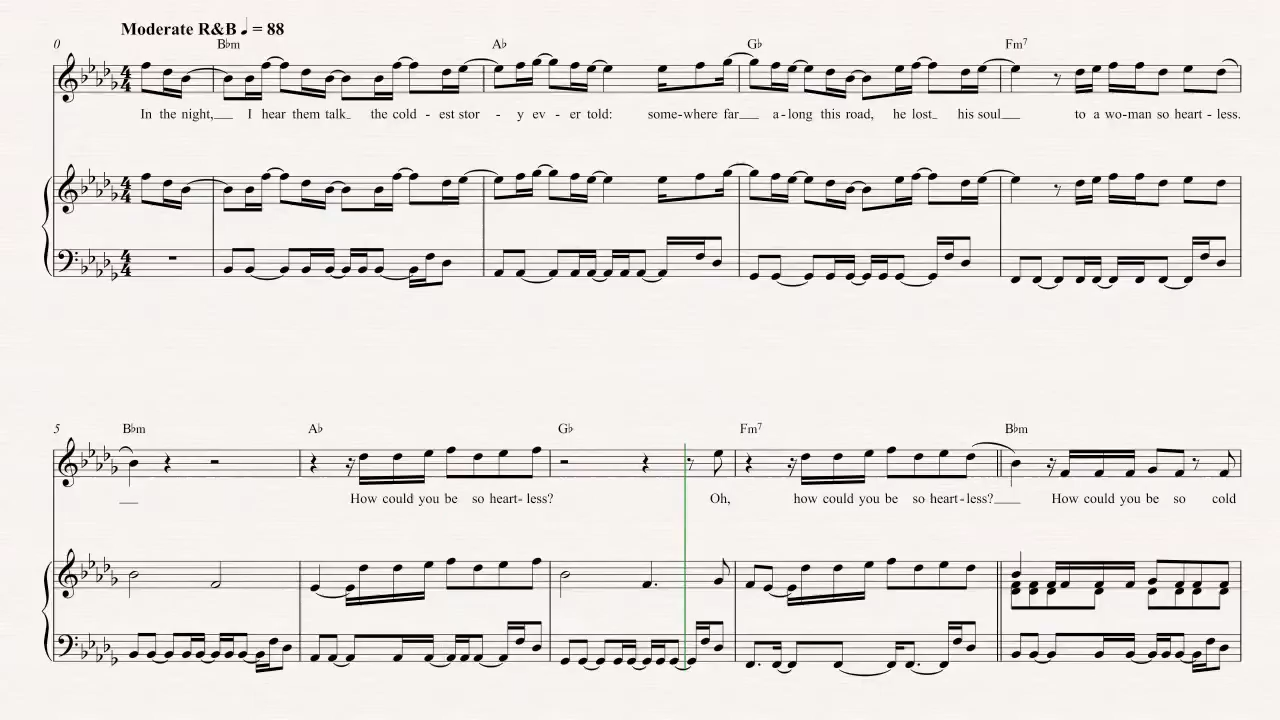 Moderate R&B ♩ = 88
0 B♭m A♭ G♭ Fm7
In the night, I hear them talk the cold - est stor - y ev - er told: some-where far a-long this road, he lost his soul to a wo-man so heart - less.
5 B♭m A♭ G♭ Fm7 B♭m
How could you be so heart- less? Oh, how could you be so heart-less? How could you be so cold